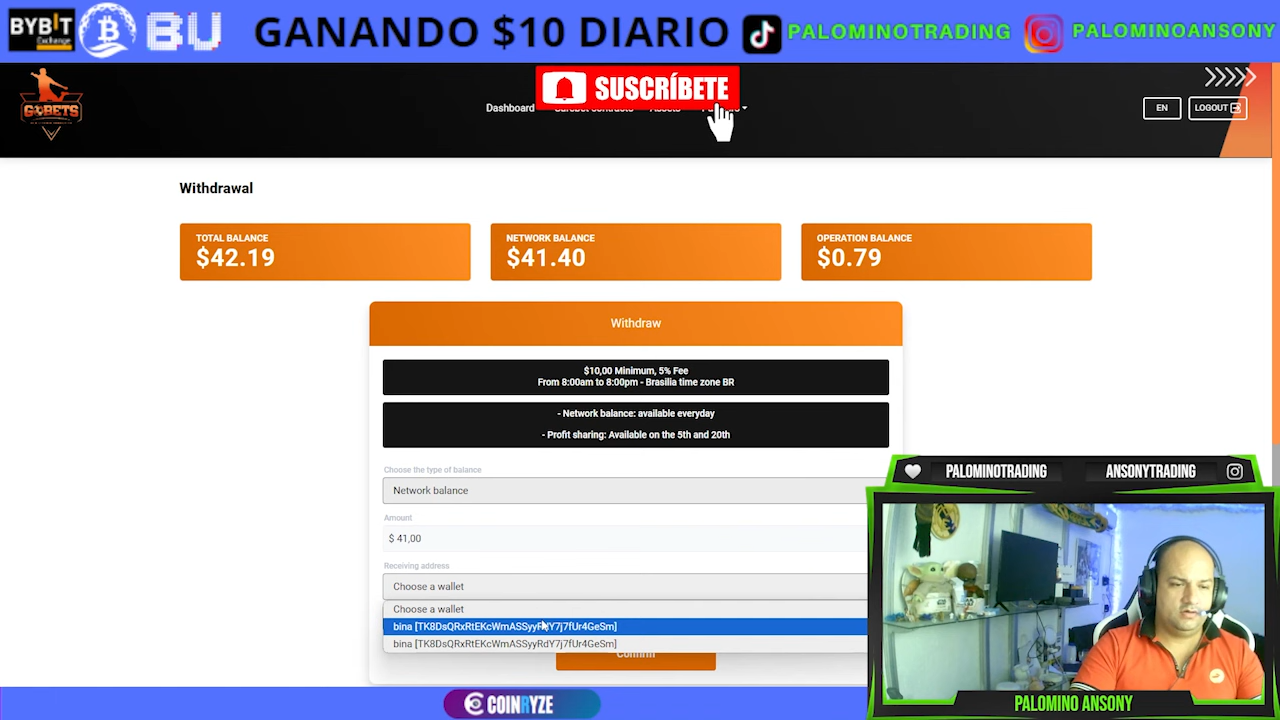 BYBIT
Exchange
BU
GANANDO $10 DIARIO
PALOMINOTRADING
PALOMINOANSONY
GOBETS
SUSCRÍBETE
Dashboard
EN
LOGOUT
Withdrawal
TOTAL BALANCE
$42.19
NETWORK BALANCE
$41.40
OPERATION BALANCE
$0.79
Withdraw
$10,00 Minimum, 5% Fee
From 8:00am to 8:00pm - Brasilia time zone BR
- Network balance: available everyday
- Profit sharing: Available on the 5th and 20th
Choose the type of balance
Network balance
Amount
$ 41,00
Receiving address
Choose a wallet
Choose a wallet
bina [TK8DsQRxRtEKcWmASSyyRdY7j7fUr4GeSm]
bina [TK8DsQRxRtEKcWmASSyyRdY7j7fUr4GeSm]
Confirm
PALOMINOTRADING
ANSONYTRADING
PALOMINO ANSONY
COINRYZE